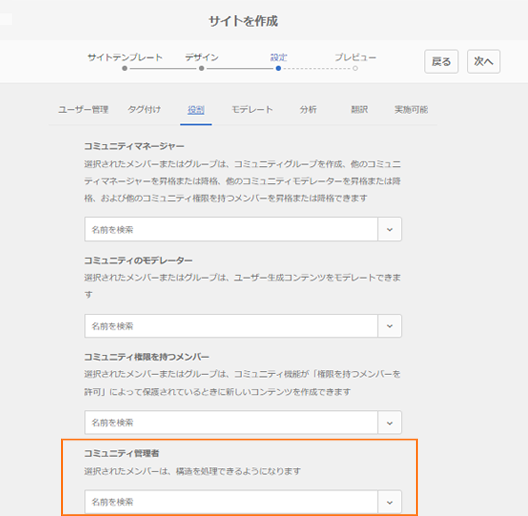 サイトを作成
サイトテンプレート デザイン 設定 プレビュー
戻る 次へ
ユーザー管理 タグ付け 役割 モデレート 分析 翻訳 実施可能
コミュニティマネージャー
選択されたメンバーまたはグループは、コミュニティグループを作成、他のコミュニ
ティマネージャーを昇格または降格、他のコミュニティモデレーターを昇格または降
格、および他のコミュニティ権限を持つメンバーを昇格または降格できます
名前を検索
コミュニティのモデレーター
選択されたメンバーまたはグループは、ユーザー生成コンテンツをモデレートできま
す
名前を検索
コミュニティ権限を持つメンバー
選択されたメンバーまたはグループは、コミュニティ機能が「権限を持つメンバーを
許可」によって保護されているときに新しいコンテンツを作成できます
名前を検索
コミュニティ管理者
選択されたメンバーは、構造を処理できるようになります
名前を検索